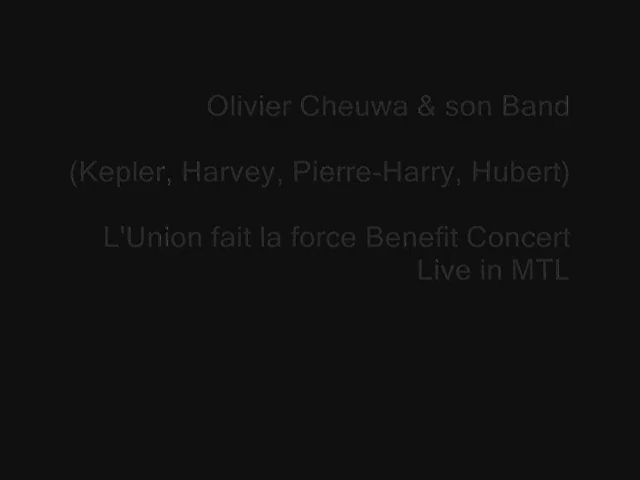 Olivier Cheuwa & son Band
(Kepler, Harvey, Pierre-Harry, Hubert)
L'Union fait la force Benefit Concert
Live in MTL